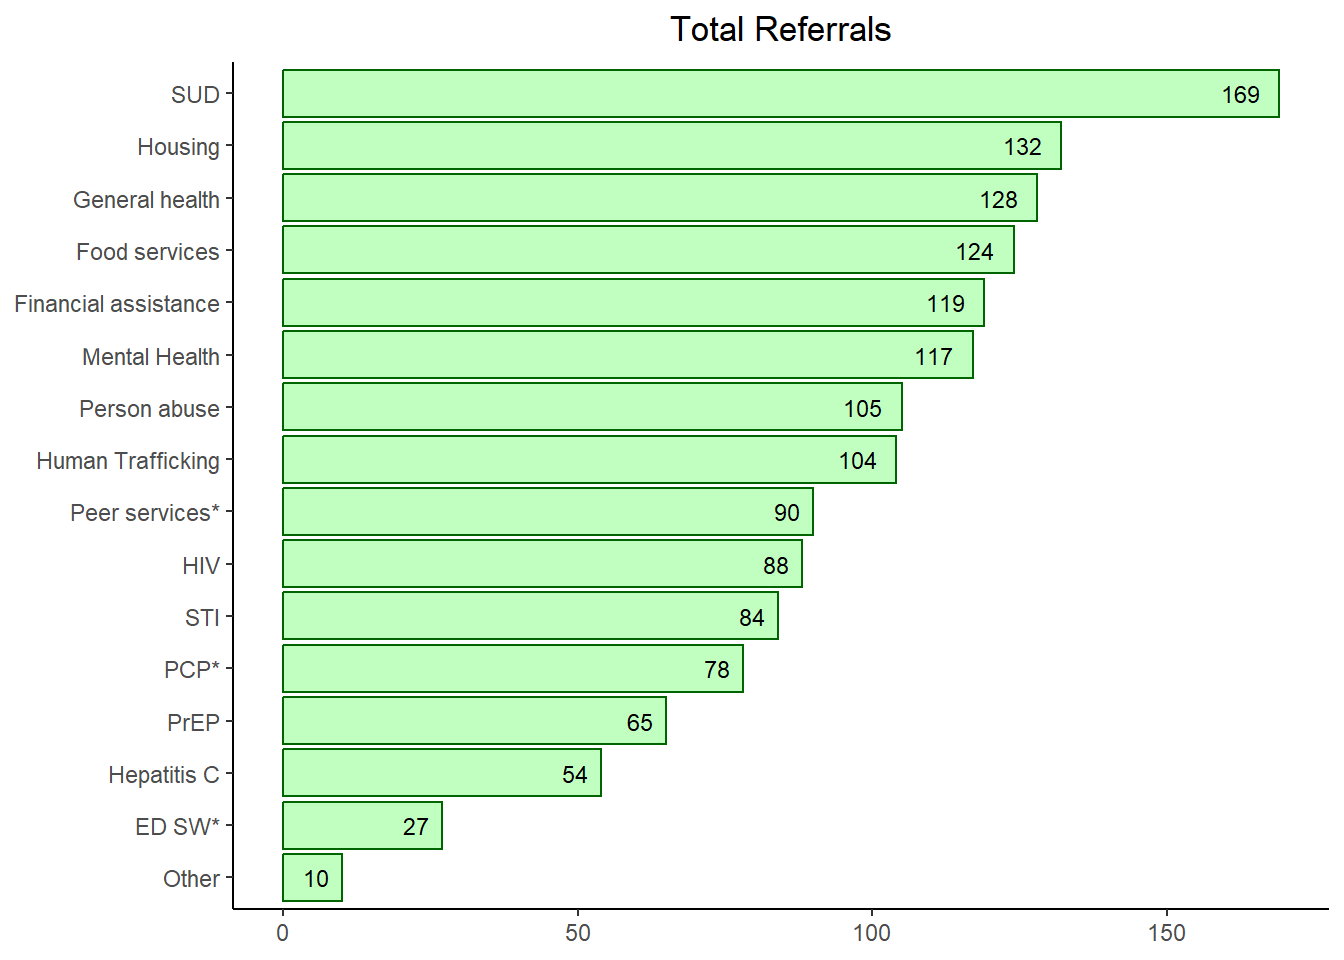 Total Referrals
SUD 169
Housing 132
General health 128
Food services 124
Financial assistance 119
Mental Health 117
Person abuse 105
Human Trafficking 104
Peer services* 90
HIV 88
STI 84
PCP* 78
PrEP 65
Hepatitis C 54
ED SW* 27
Other 10
0 50 100 150